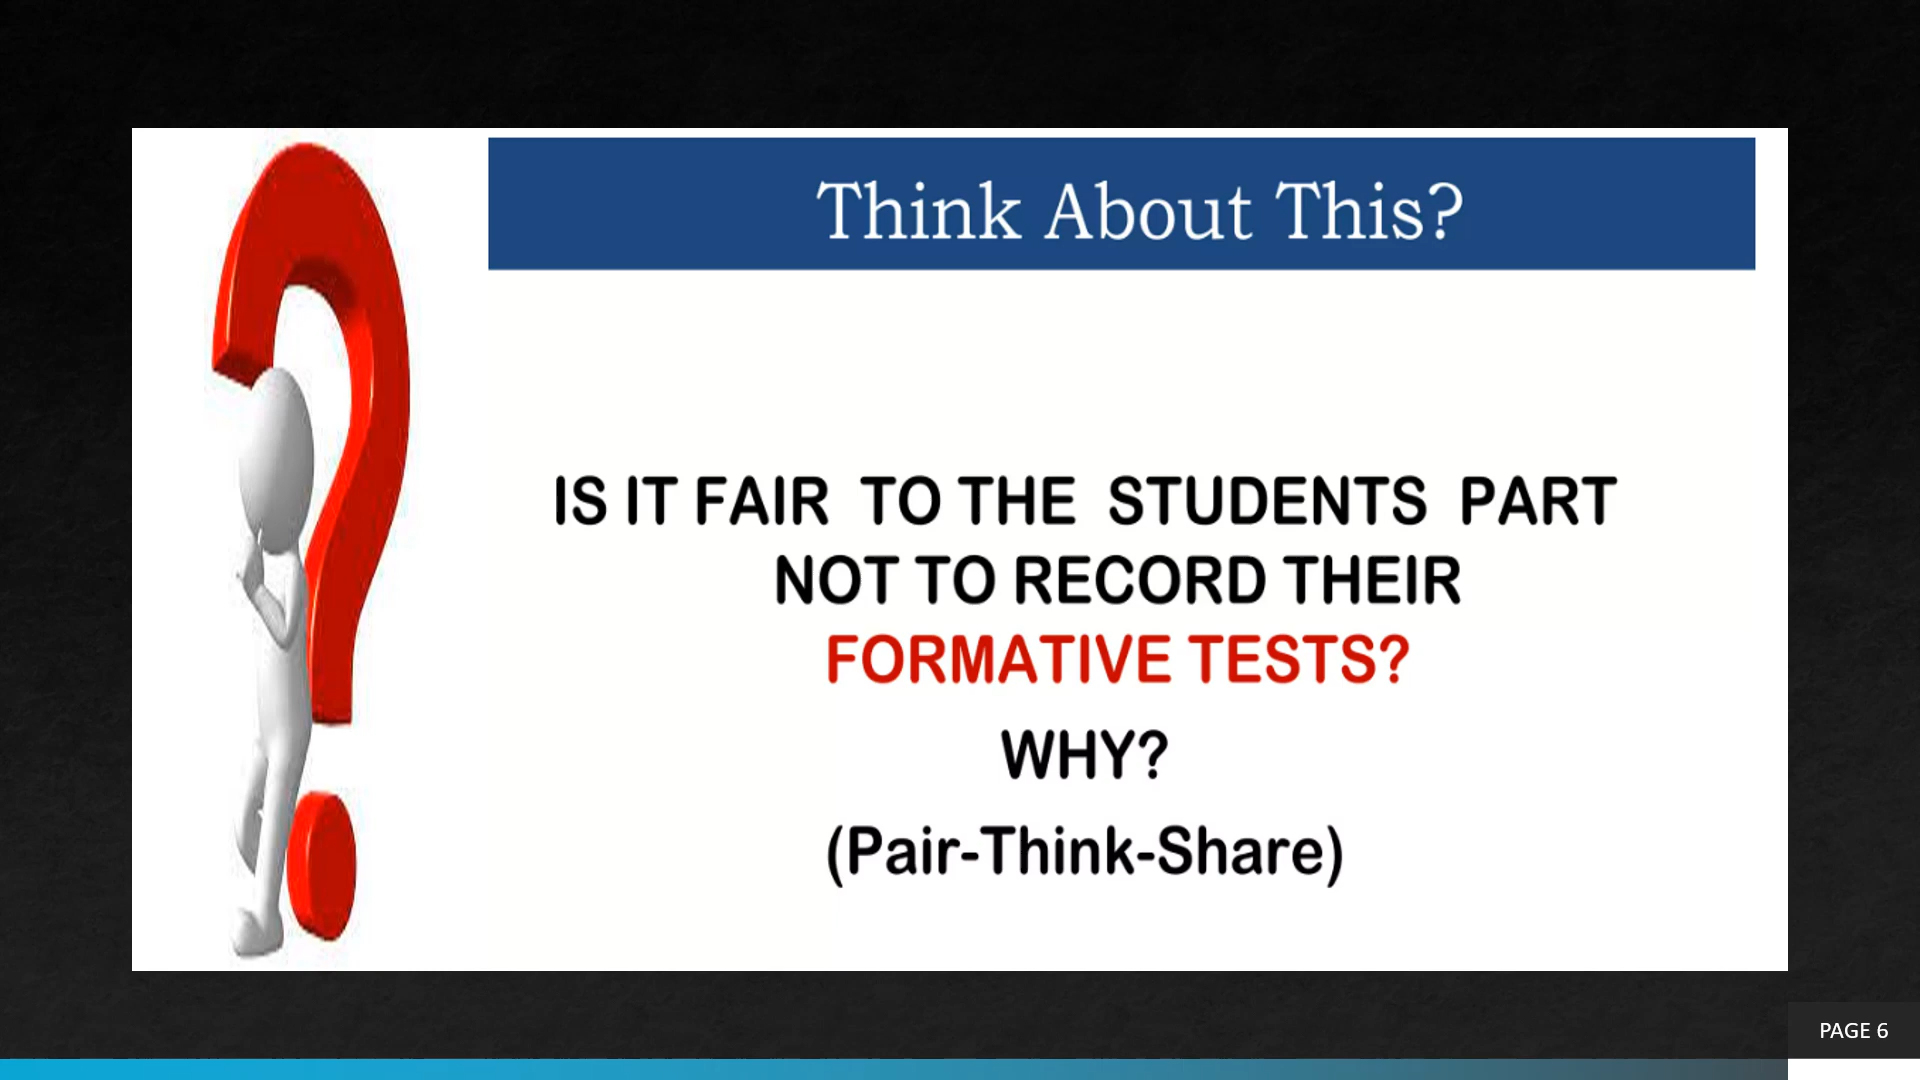 Think About This?
IS IT FAIR TO THE STUDENTS PART
NOT TO RECORD THEIR
FORMATIVE TESTS?
WHY?
(Pair-Think-Share)
PAGE 6